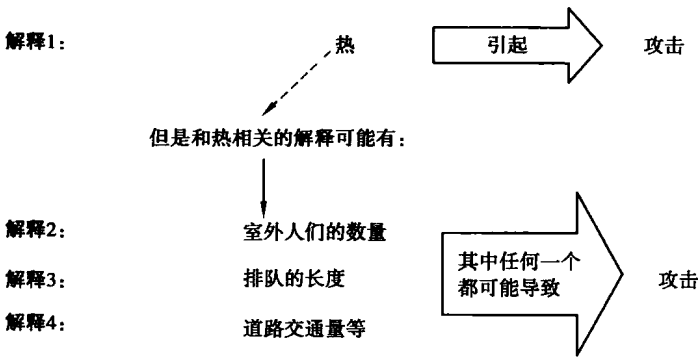 解释1： 热 引起 攻击
但是和热相关的解释可能有：
解释2： 室外人们的数量
其中任何一个
解释3： 排队的长度
都可能导致
攻击
解释4： 道路交通量等